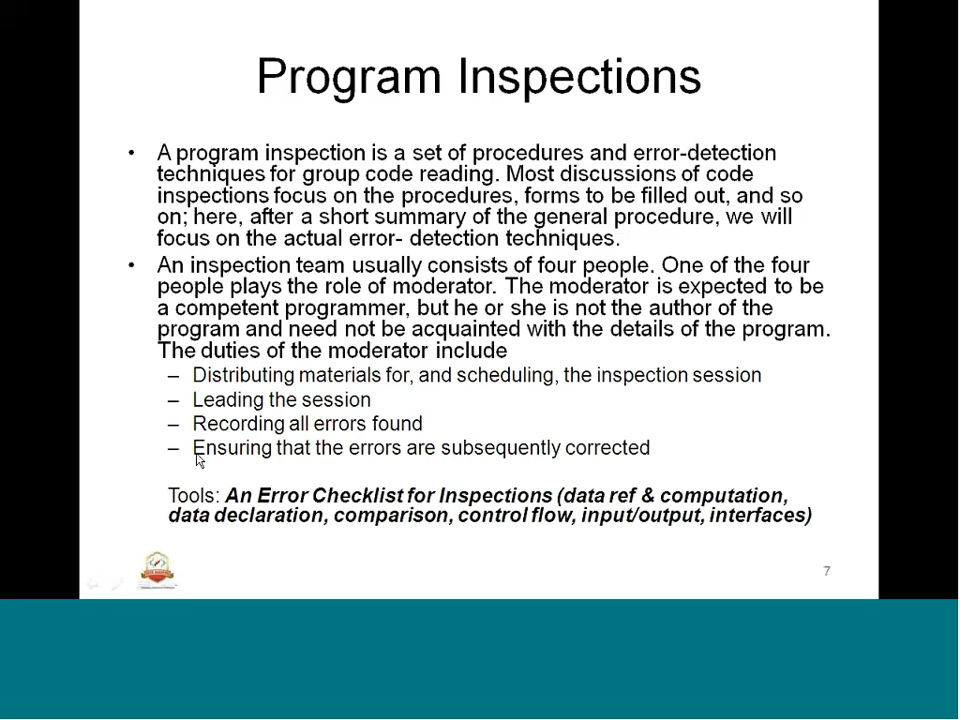 Program Inspections
• A program inspection is a set of procedures and error-detection
techniques for group code reading. Most discussions of code
inspections focus on the procedures, forms to be filled out, and so
on; here, after a short summary of the general procedure, we will
focus on the actual error- detection techniques.
• An inspection team usually consists of four people. One of the four
people plays the role of moderator. The moderator is expected to be
a competent programmer, but he or she is not the author of the
program and need not be acquainted with the details of the program.
The duties of the moderator include
– Distributing materials for, and scheduling, the inspection session
– Leading the session
– Recording all errors found
– Ensuring that the errors are subsequently corrected
Tools: An Error Checklist for Inspections (data ref & computation,
data declaration, comparison, control flow, input/output, interfaces)
7